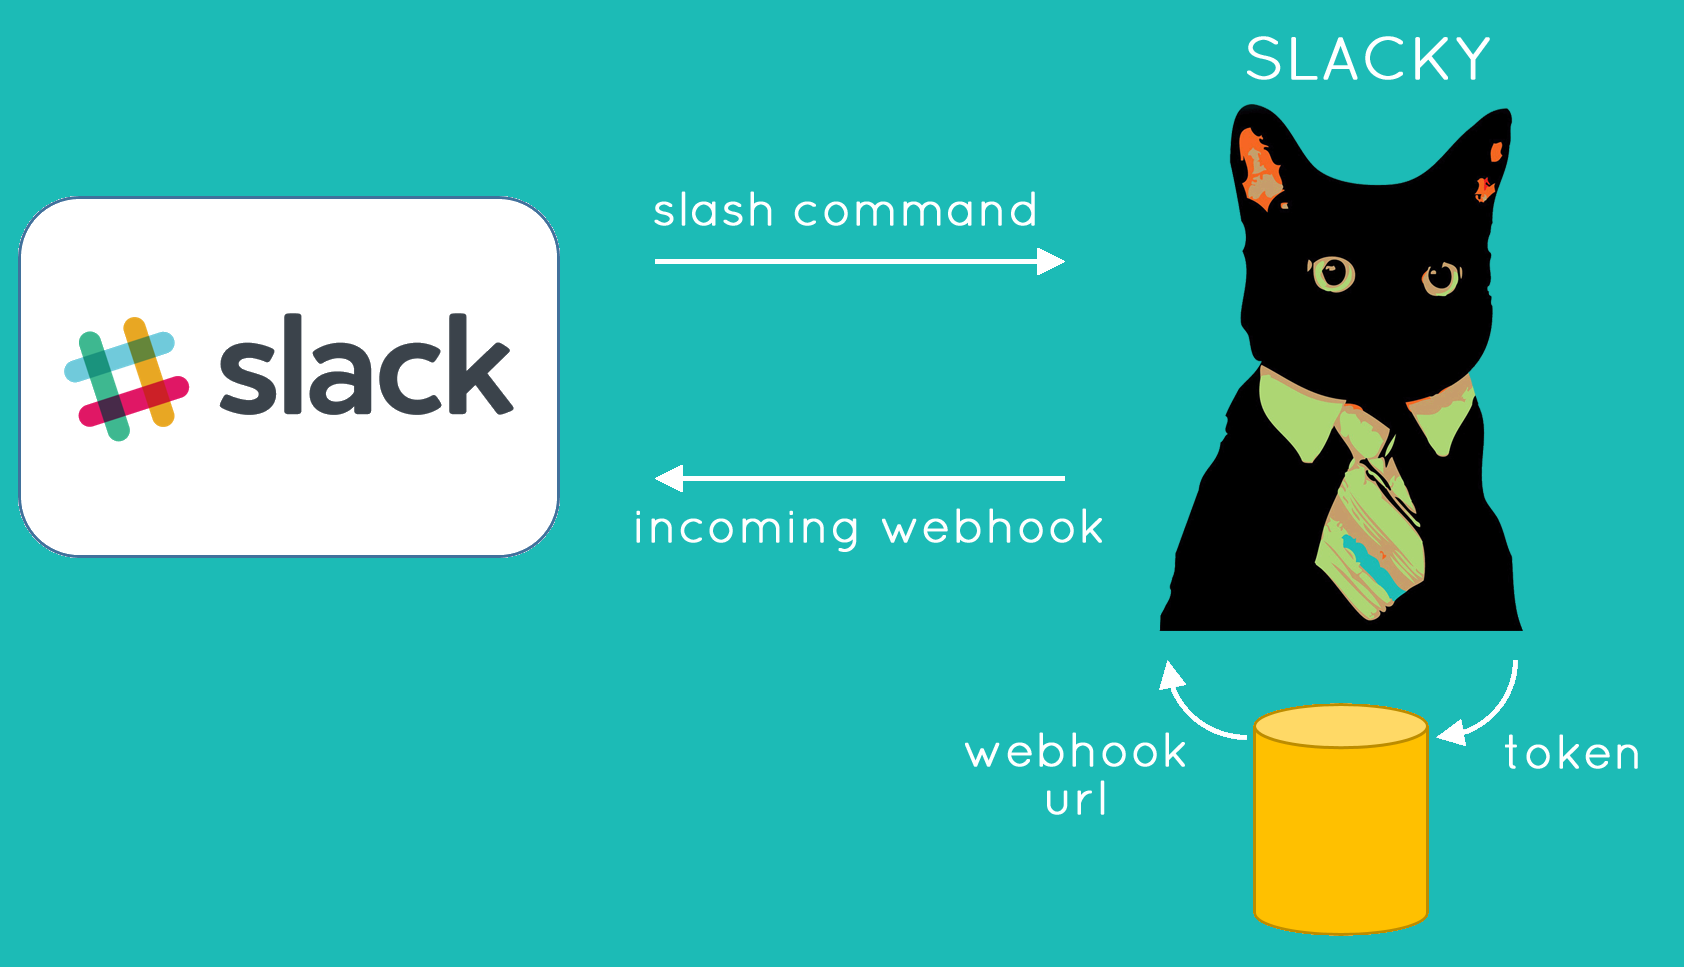 SLACKY
slash command
slack
incoming webhook
webhook
url
token